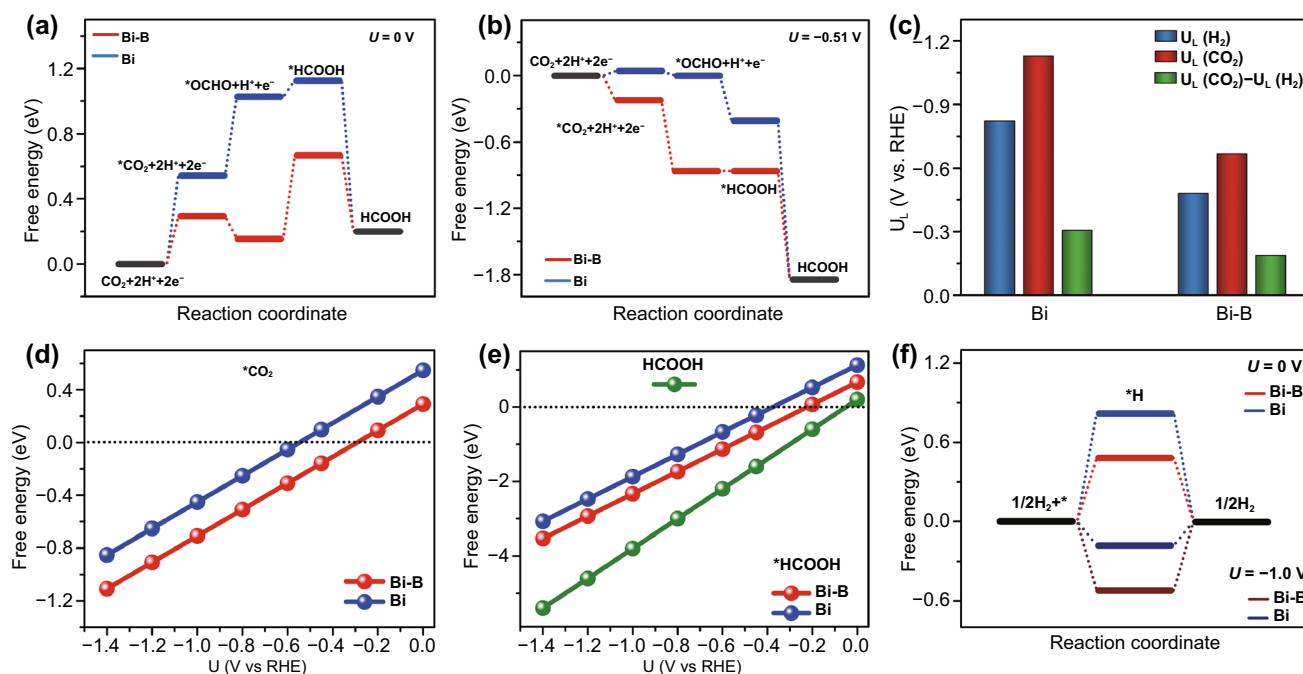 (a)
Bi-B
Bi
U = 0 V
*HCOOH
*OCHO+H⁺+e⁻
*CO₂+2H⁺+2e⁻
HCOOH
CO₂+2H⁺+2e⁻
1.2
0.8
0.4
0.0
Free energy (eV)
Reaction coordinate
(b)
U = −0.51 V
CO₂+2H⁺+2e⁻
*OCHO+H⁺+e⁻
*CO₂+2H⁺+2e⁻
*HCOOH
HCOOH
Bi-B
Bi
0.0
−0.6
−1.2
−1.8
Free energy (eV)
Reaction coordinate
(c)
U_L (H₂)
U_L (CO₂)
U_L (CO₂)−U_L (H₂)
−1.2
−0.9
−0.6
−0.3
0.0
U_L (V vs. RHE)
Bi
Bi-B
(d)
*CO₂
0.4
0.0
−0.4
−0.8
−1.2
Free energy (eV)
Bi-B
Bi
−1.4 −1.2 −1.0 −0.8 −0.6 −0.4 −0.2 0.0
U (V vs RHE)
(e)
HCOOH
0
−2
−4
Free energy (eV)
*HCOOH
Bi-B
Bi
−1.4 −1.2 −1.0 −0.8 −0.6 −0.4 −0.2 0.0
U (V vs RHE)
(f)
U = 0 V
Bi-B
Bi
*H
1/2H₂+*
1/2H₂
U = −1.0 V
Bi-B
Bi
1.2
0.6
0.0
−0.6
Free energy (eV)
Reaction coordinate